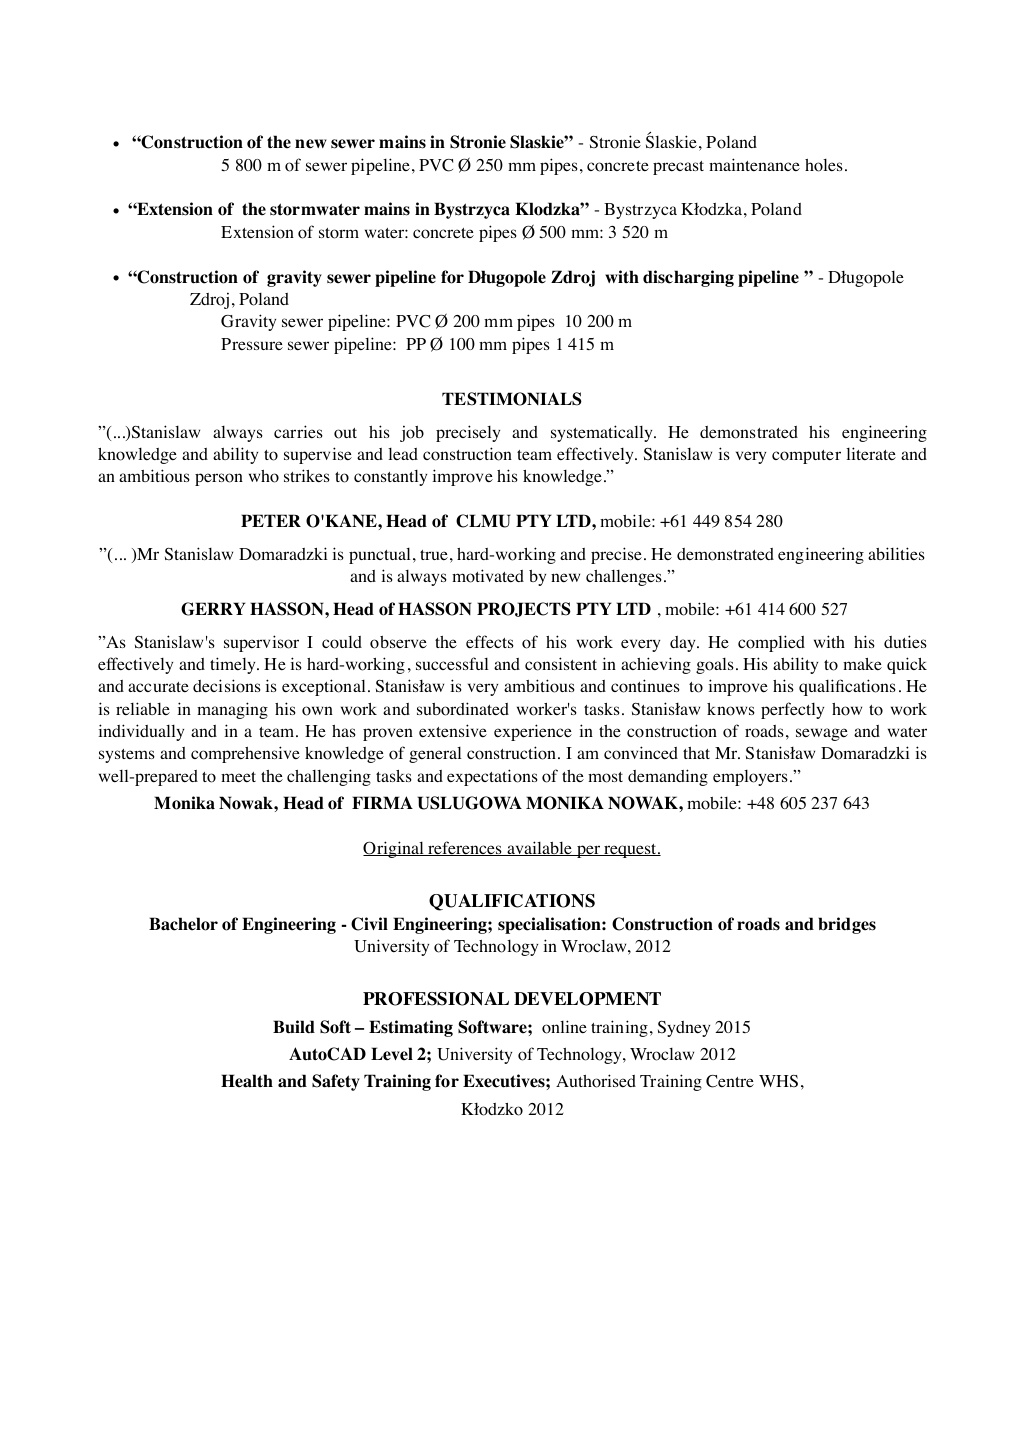 • “Construction of the new sewer mains in Stronie Slaskie” - Stronie Ślaskie, Poland
5 800 m of sewer pipeline, PVC Ø 250 mm pipes, concrete precast maintenance holes.
• “Extension of the stormwater mains in Bystrzyca Klodzka” - Bystrzyca Kłodzka, Poland
Extension of storm water: concrete pipes Ø 500 mm: 3 520 m
• “Construction of gravity sewer pipeline for Długopole Zdroj with discharging pipeline ” - Długopole
Zdroj, Poland
Gravity sewer pipeline: PVC Ø 200 mm pipes 10 200 m
Pressure sewer pipeline: PP Ø 100 mm pipes 1 415 m
TESTIMONIALS
”(...)Stanislaw always carries out his job precisely and systematically. He demonstrated his engineering
knowledge and ability to supervise and lead construction team effectively. Stanislaw is very computer literate and
an ambitious person who strikes to constantly improve his knowledge.”
PETER O'KANE, Head of CLMU PTY LTD, mobile: +61 449 854 280
”(... )Mr Stanislaw Domaradzki is punctual, true, hard-working and precise. He demonstrated engineering abilities
and is always motivated by new challenges.”
GERRY HASSON, Head of HASSON PROJECTS PTY LTD , mobile: +61 414 600 527
”As Stanislaw's supervisor I could observe the effects of his work every day. He complied with his duties
effectively and timely. He is hard-working, successful and consistent in achieving goals. His ability to make quick
and accurate decisions is exceptional. Stanisław is very ambitious and continues to improve his qualifications. He
is reliable in managing his own work and subordinated worker's tasks. Stanisław knows perfectly how to work
individually and in a team. He has proven extensive experience in the construction of roads, sewage and water
systems and comprehensive knowledge of general construction. I am convinced that Mr. Stanisław Domaradzki is
well-prepared to meet the challenging tasks and expectations of the most demanding employers.”
Monika Nowak, Head of FIRMA USLUGOWA MONIKA NOWAK, mobile: +48 605 237 643
Original references available per request.
QUALIFICATIONS
Bachelor of Engineering - Civil Engineering; specialisation: Construction of roads and bridges
University of Technology in Wroclaw, 2012
PROFESSIONAL DEVELOPMENT
Build Soft – Estimating Software; online training, Sydney 2015
AutoCAD Level 2; University of Technology, Wroclaw 2012
Health and Safety Training for Executives; Authorised Training Centre WHS,
Kłodzko 2012